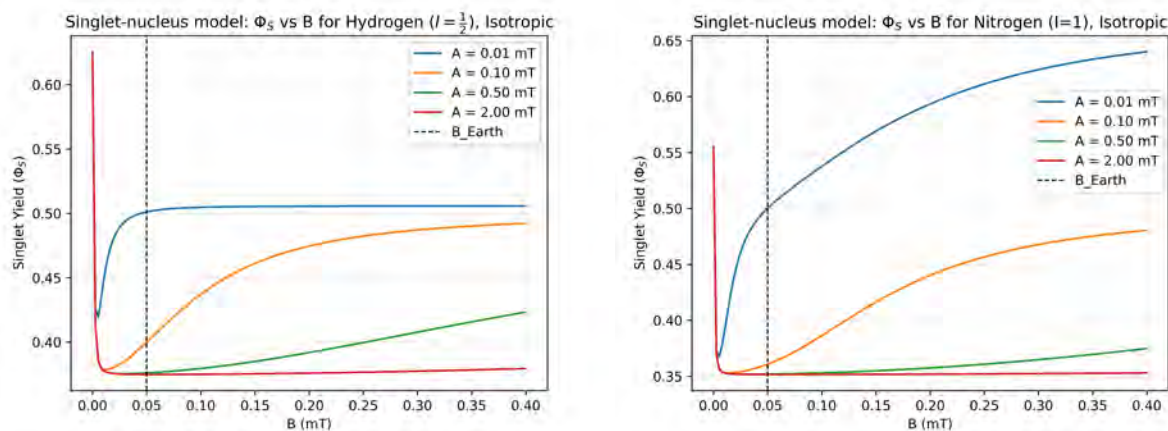 Singlet-nucleus model: Φ_S vs B for Hydrogen (I = 1/2), Isotropic
A = 0.01 mT
A = 0.10 mT
A = 0.50 mT
A = 2.00 mT
B_Earth
Singlet Yield (Φ_S)
0.60
0.55
0.50
0.45
0.40
0.00 0.05 0.10 0.15 0.20 0.25 0.30 0.35 0.40
B (mT)
Singlet-nucleus model: Φ_S vs B for Nitrogen (I=1), Isotropic
A = 0.01 mT
A = 0.10 mT
A = 0.50 mT
A = 2.00 mT
B_Earth
Singlet Yield (Φ_S)
0.65
0.60
0.55
0.50
0.45
0.40
0.35
0.00 0.05 0.10 0.15 0.20 0.25 0.30 0.35 0.40
B (mT)